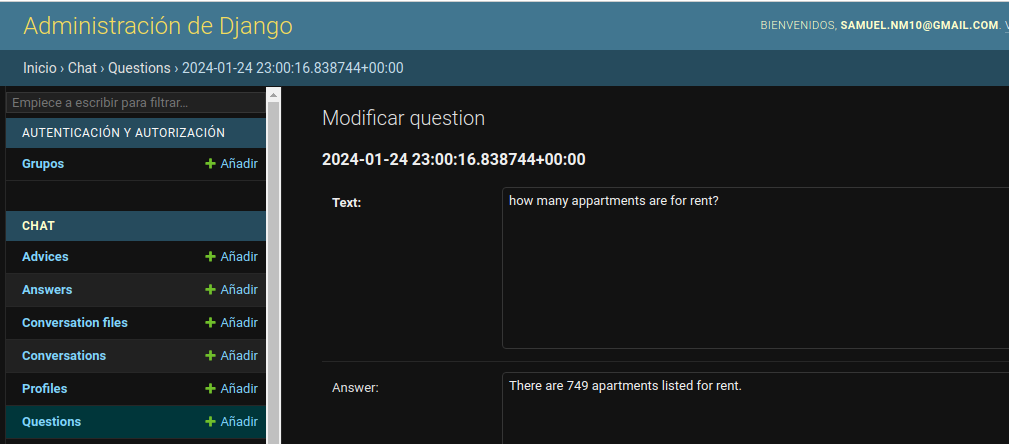 Administración de Django
BIENVENIDOS, SAMUEL.NM10@GMAIL.COM.
Inicio › Chat › Questions › 2024-01-24 23:00:16.838744+00:00
Empiece a escribir para filtrar...
AUTENTICACIÓN Y AUTORIZACIÓN
Grupos + Añadir
CHAT
Advices + Añadir
Answers + Añadir
Conversation files + Añadir
Conversations + Añadir
Profiles + Añadir
Questions + Añadir
Modificar question
2024-01-24 23:00:16.838744+00:00
Text:
how many appartments are for rent?
Answer:
There are 749 apartments listed for rent.